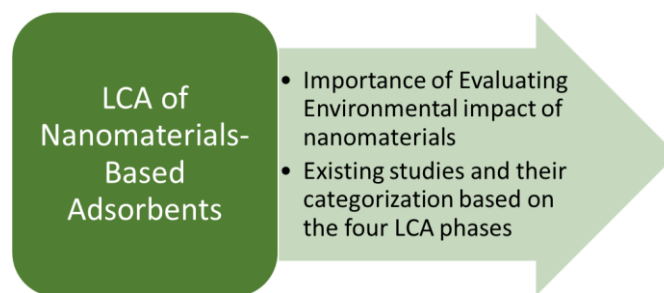 LCA of
Nanomaterials-
Based
Adsorbents
• Importance of Evaluating
Environmental impact of
nanomaterials
• Existing studies and their
categorization based on
the four LCA phases